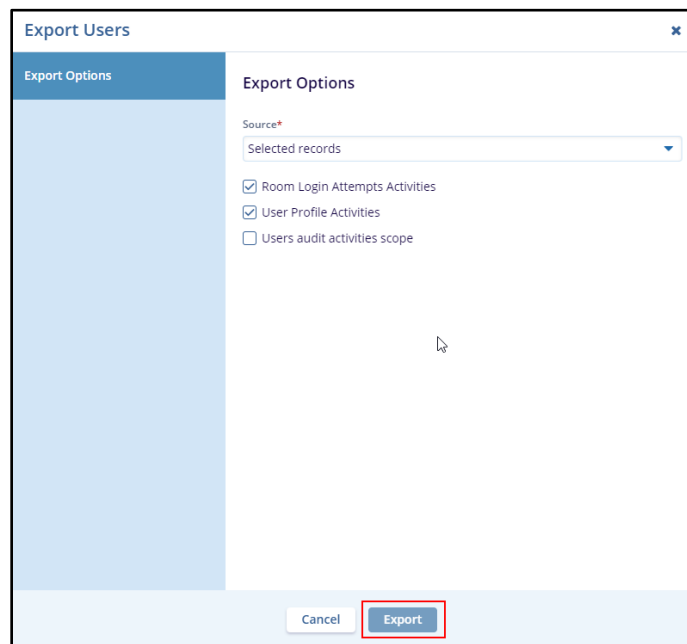 Export Users
Export Options
Export Options
Source*
Selected records
Room Login Attempts Activities
User Profile Activities
Users audit activities scope
Cancel
Export